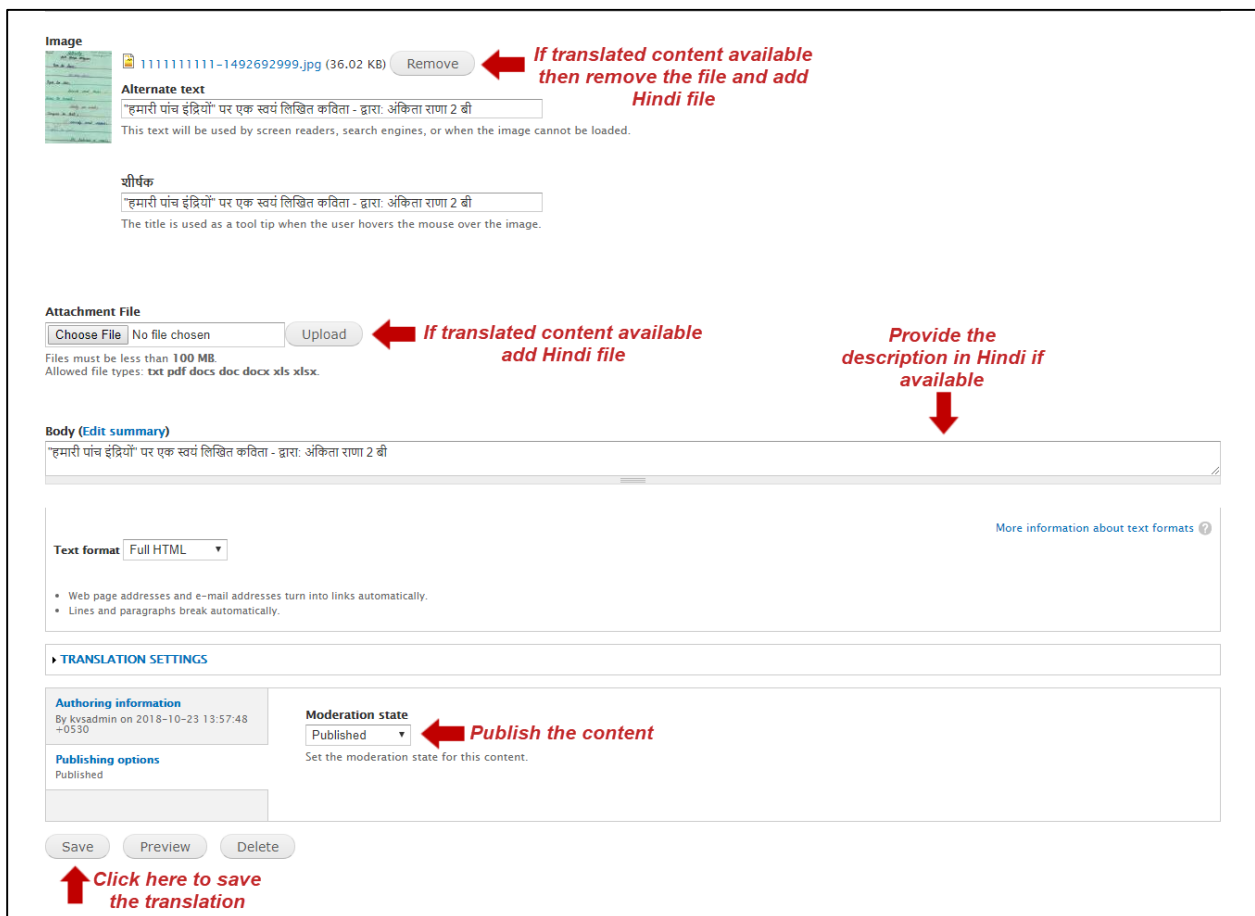 Image
1111111111-1492692999.jpg (36.02 KB) Remove
If translated content available
then remove the file and add
Hindi file
Alternate text
"हमारी पांच इंद्रियों" पर एक स्वयं लिखित कविता - द्वारा: अंकिता राणा 2 बी
This text will be used by screen readers, search engines, or when the image cannot be loaded.
शीर्षक
"हमारी पांच इंद्रियों" पर एक स्वयं लिखित कविता - द्वारा: अंकिता राणा 2 बी
The title is used as a tool tip when the user hovers the mouse over the image.
Attachment File
Choose File No file chosen Upload
If translated content available
add Hindi file
Files must be less than 100 MB.
Allowed file types: txt pdf docs doc docx xls xlsx.
Provide the
description in Hindi if
available
Body (Edit summary)
"हमारी पांच इंद्रियों" पर एक स्वयं लिखित कविता - द्वारा: अंकिता राणा 2 बी
More information about text formats ?
Text format Full HTML
• Web page addresses and e-mail addresses turn into links automatically.
• Lines and paragraphs break automatically.
TRANSLATION SETTINGS
Authoring information
By kvsadmin on 2018-10-23 13:57:48
+0530
Publishing options
Published
Moderation state
Published
Publish the content
Set the moderation state for this content.
Save Preview Delete
Click here to save
the translation